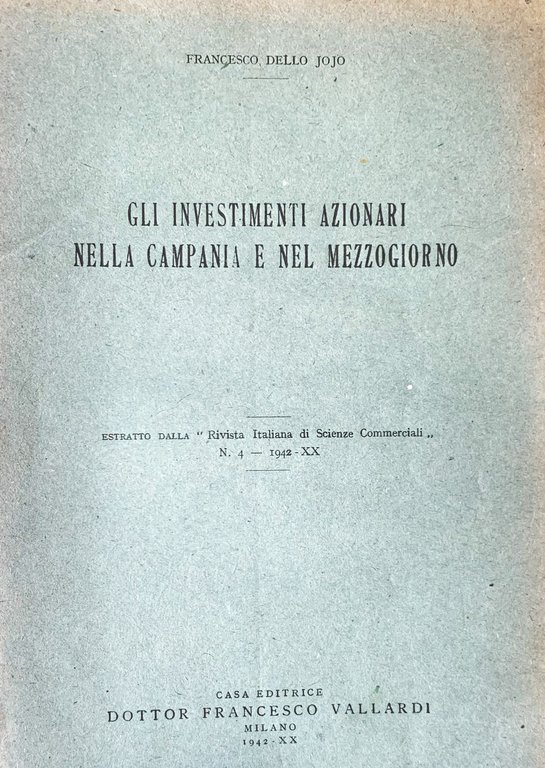 FRANCESCO DELLO JOJO
GLI INVESTIMENTI AZIONARI
NELLA CAMPANIA E NEL MEZZOGIORNO
ESTRATTO DALLA " Rivista Italiana di Scienze Commerciali „
N. 4 — 1942-XX
CASA EDITRICE
DOTTOR FRANCESCO VALLARDI
MILANO
1942-XX